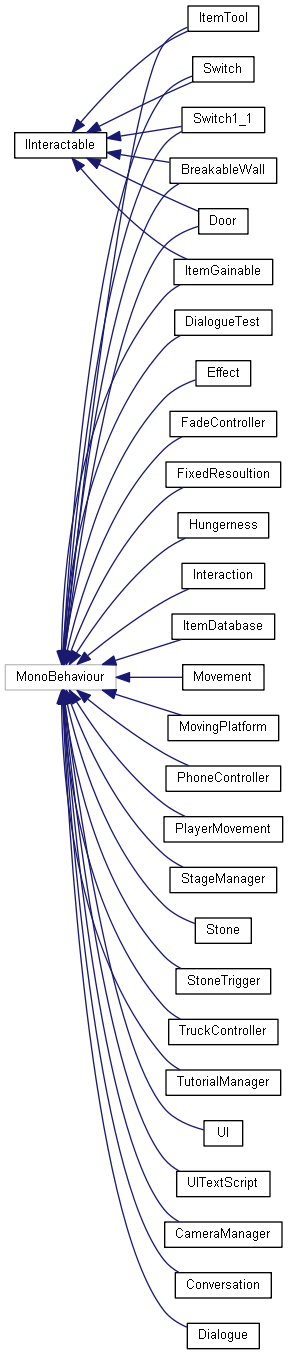 ItemTool
Switch
Switch1_1
IInteractable
BreakableWall
Door
ItemGainable
DialogueTest
Effect
FadeController
FixedResoultion
Hungerness
Interaction
ItemDatabase
MonoBehaviour
Movement
MovingPlatform
PhoneController
PlayerMovement
StageManager
Stone
StoneTrigger
TruckController
TutorialManager
UI
UITextScript
CameraManager
Conversation
Dialogue